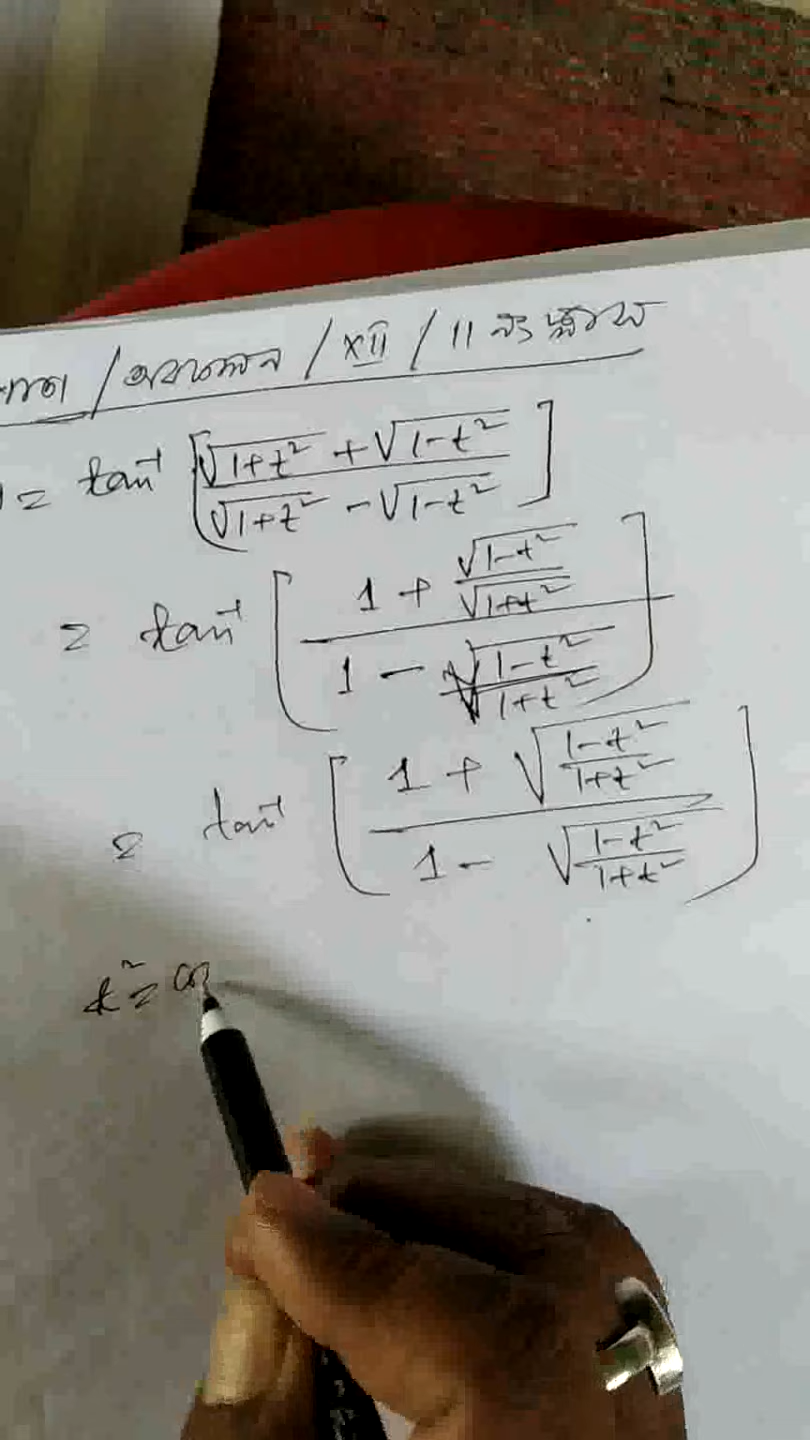 / XII / 11
= tan⁻¹ [(√(1+t²) + √(1-t²)) / (√(1+t²) - √(1-t²))]
= tan⁻¹ [(1 + √(1-t²)/√(1+t²)) / (1 - √(1-t²)/√(1+t²))]
= tan⁻¹ [(1 + √((1-t²)/(1+t²))) / (1 - √((1-t²)/(1+t²)))]
t² = co